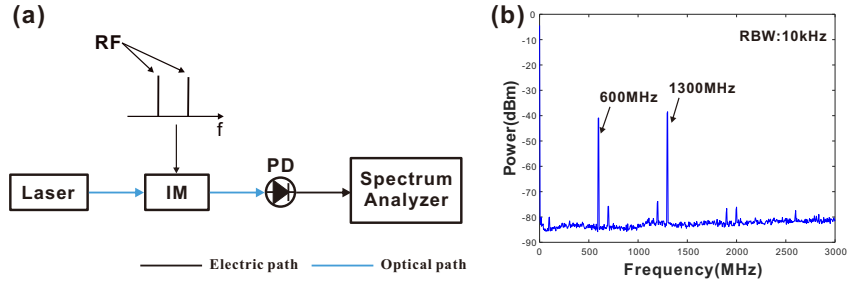 (a)
RF
f
PD
Laser
IM
Spectrum
Analyzer
Electric path
Optical path
(b)
0
-10
-20
-30
-40
-50
-60
-70
-80
-90
Power(dBm)
RBW:10kHz
600MHz
1300MHz
0 500 1000 1500 2000 2500 3000
Frequency(MHz)